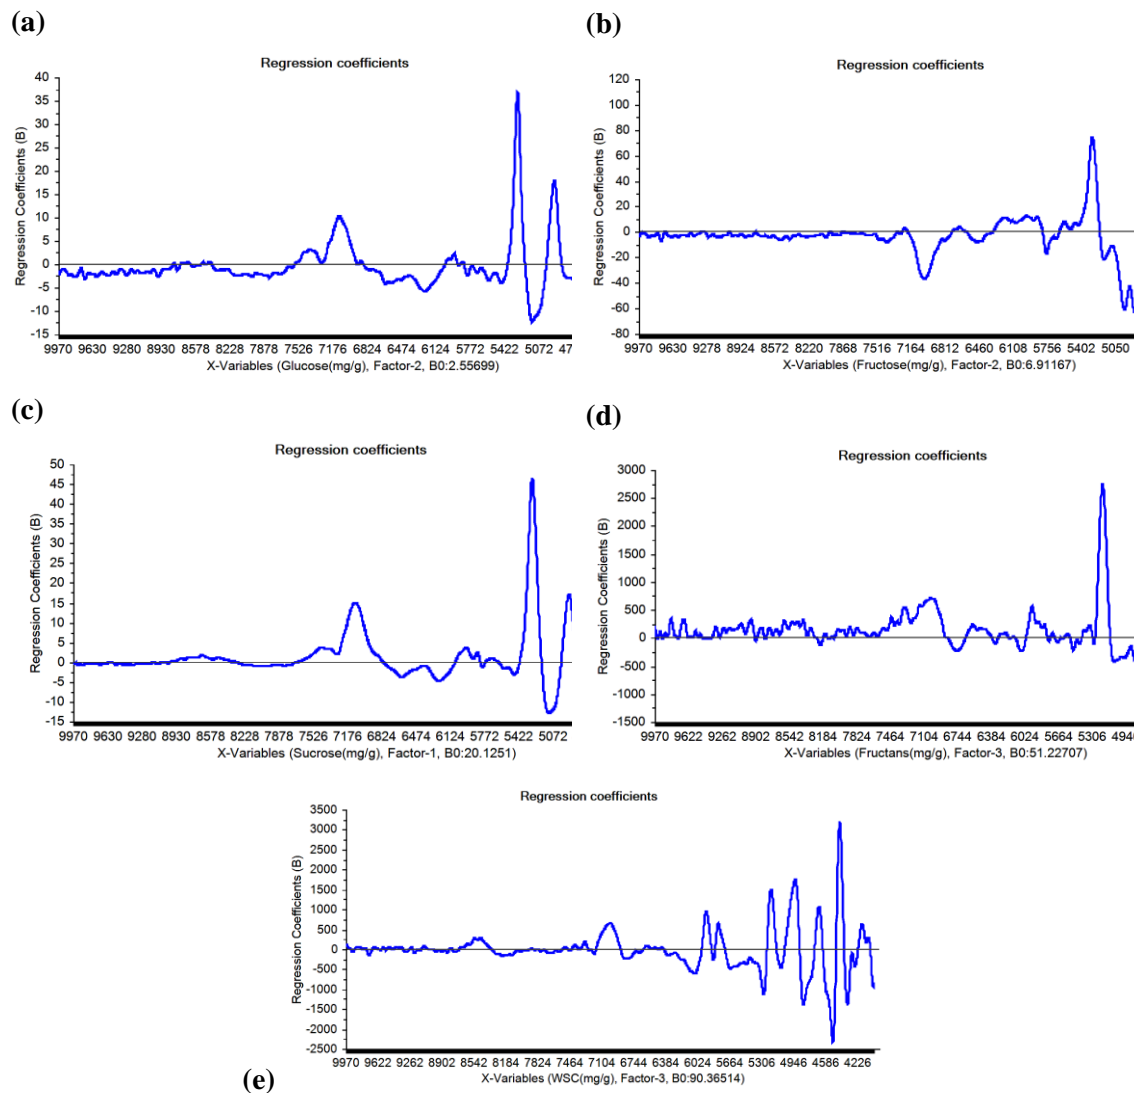 (a)
Regression coefficients
Regression Coefficients (B)
40
35
30
25
20
15
10
5
0
-5
-10
-15
9970 9630 9280 8930 8578 8228 7878 7526 7176 6824 6474 6124 5772 5422 5072 47
X-Variables (Glucose(mg/g), Factor-2, B0:2.55699)
(b)
Regression coefficients
Regression Coefficients (B)
120
100
80
60
40
20
0
-20
-40
-60
-80
9970 9630 9278 8924 8572 8220 7868 7516 7164 6812 6460 6108 5756 5402 5050
X-Variables (Fructose(mg/g), Factor-2, B0:6.91167)
(c)
Regression coefficients
Regression Coefficients (B)
50
45
40
35
30
25
20
15
10
5
0
-5
-10
-15
9970 9630 9280 8930 8578 8228 7878 7526 7176 6824 6474 6124 5772 5422 5072
X-Variables (Sucrose(mg/g), Factor-1, B0:20.1251)
(d)
Regression coefficients
Regression Coefficients (B)
3000
2500
2000
1500
1000
500
0
-500
-1000
-1500
9970 9622 9262 8902 8542 8184 7824 7464 7104 6744 6384 6024 5664 5306 4946
X-Variables (Fructans(mg/g), Factor-3, B0:51.22707)
Regression coefficients
Regression Coefficients (B)
3500
3000
2500
2000
1500
1000
500
0
-500
-1000
-1500
-2000
-2500
9970 9622 9262 8902 8542 8184 7824 7464 7104 6744 6384 6024 5664 5306 4946 4586 4226
X-Variables (WSC(mg/g), Factor-3, B0:90.36514)
(e)